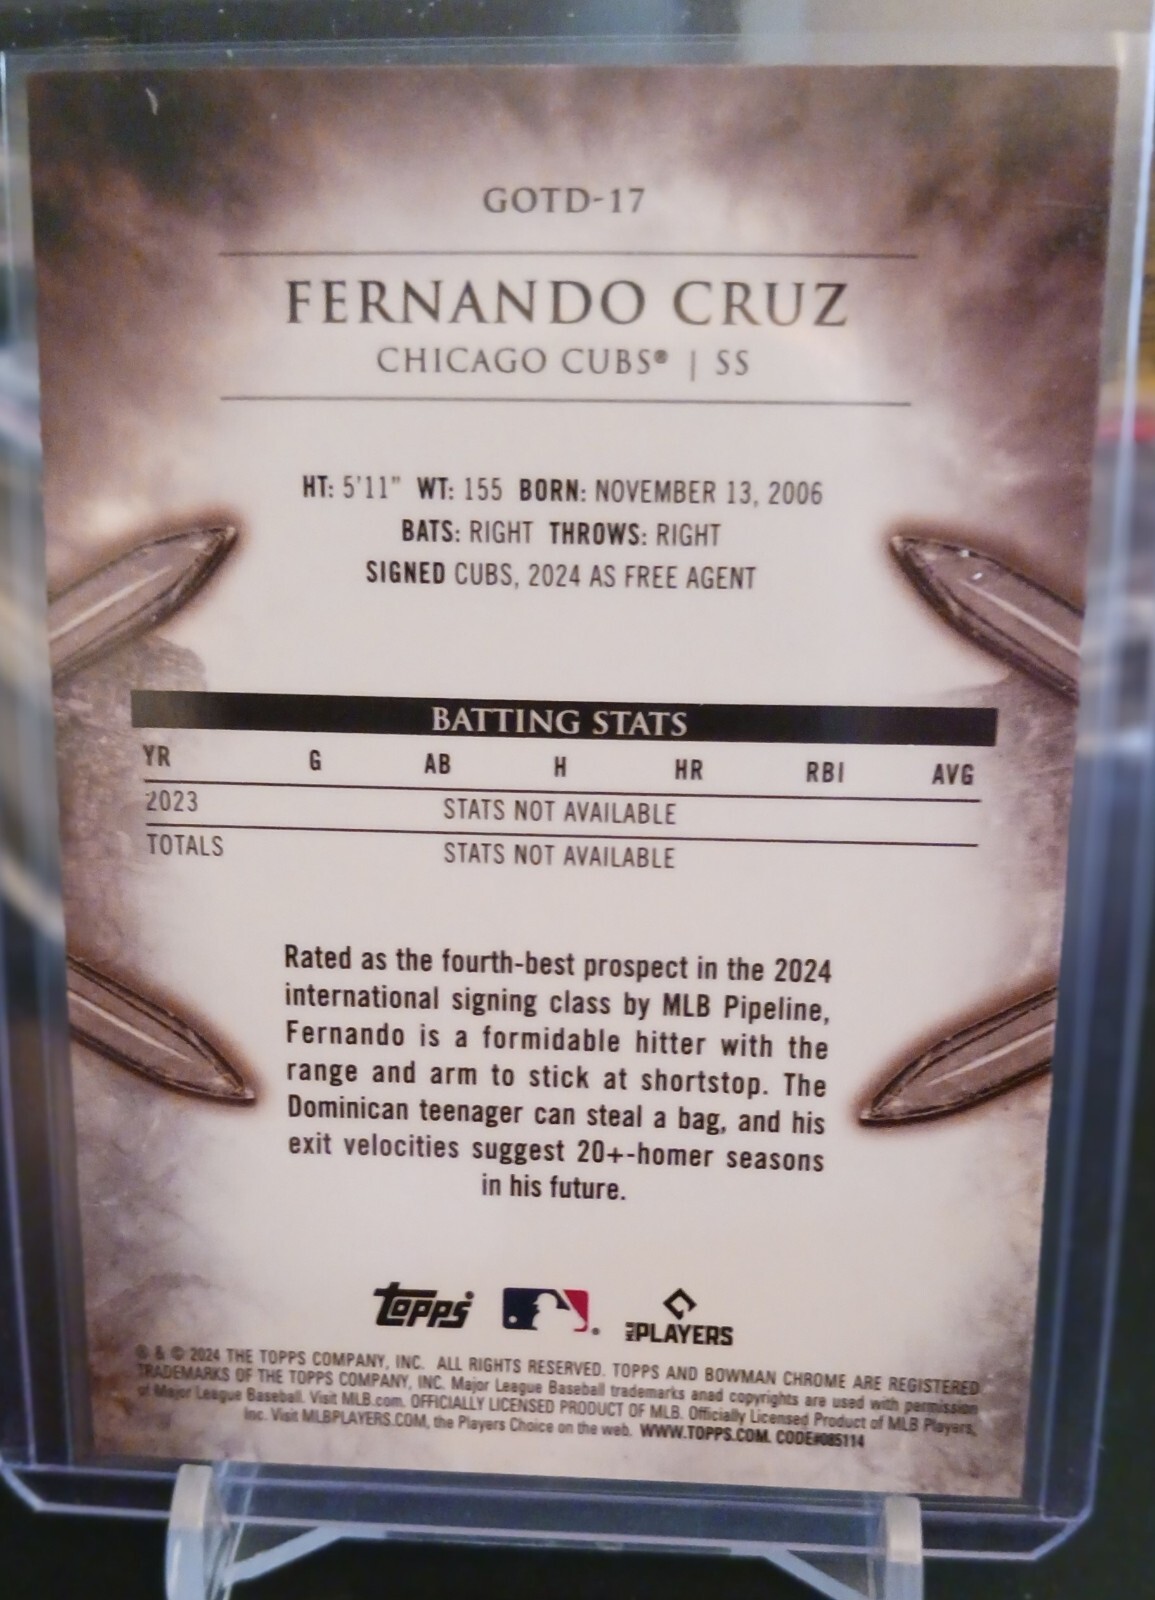 GOTD-17
FERNANDO CRUZ
CHICAGO CUBS® | SS
HT: 5'11" WT: 155 BORN: NOVEMBER 13, 2006
BATS: RIGHT THROWS: RIGHT
SIGNED CUBS, 2024 AS FREE AGENT
BATTING STATS
YR G AB H HR RBI AVG
2023 STATS NOT AVAILABLE
TOTALS STATS NOT AVAILABLE
Rated as the fourth-best prospect in the 2024
international signing class by MLB Pipeline,
Fernando is a formidable hitter with the
range and arm to stick at shortstop. The
Dominican teenager can steal a bag, and his
exit velocities suggest 20+-homer seasons
in his future.
topps MLB PLAYERS
® & © 2024 THE TOPPS COMPANY, INC. ALL RIGHTS RESERVED. TOPPS AND BOWMAN CHROME ARE REGISTERED
TRADEMARKS OF THE TOPPS COMPANY, INC. Major League Baseball trademarks anad copyrights are used with permission
of Major League Baseball. Visit MLB.com. OFFICIALLY LICENSED PRODUCT OF MLB. Officially Licensed Product of MLB Players,
Inc. Visit MLBPLAYERS.COM, the Players Choice on the web. WWW.TOPPS.COM. CODE#085114